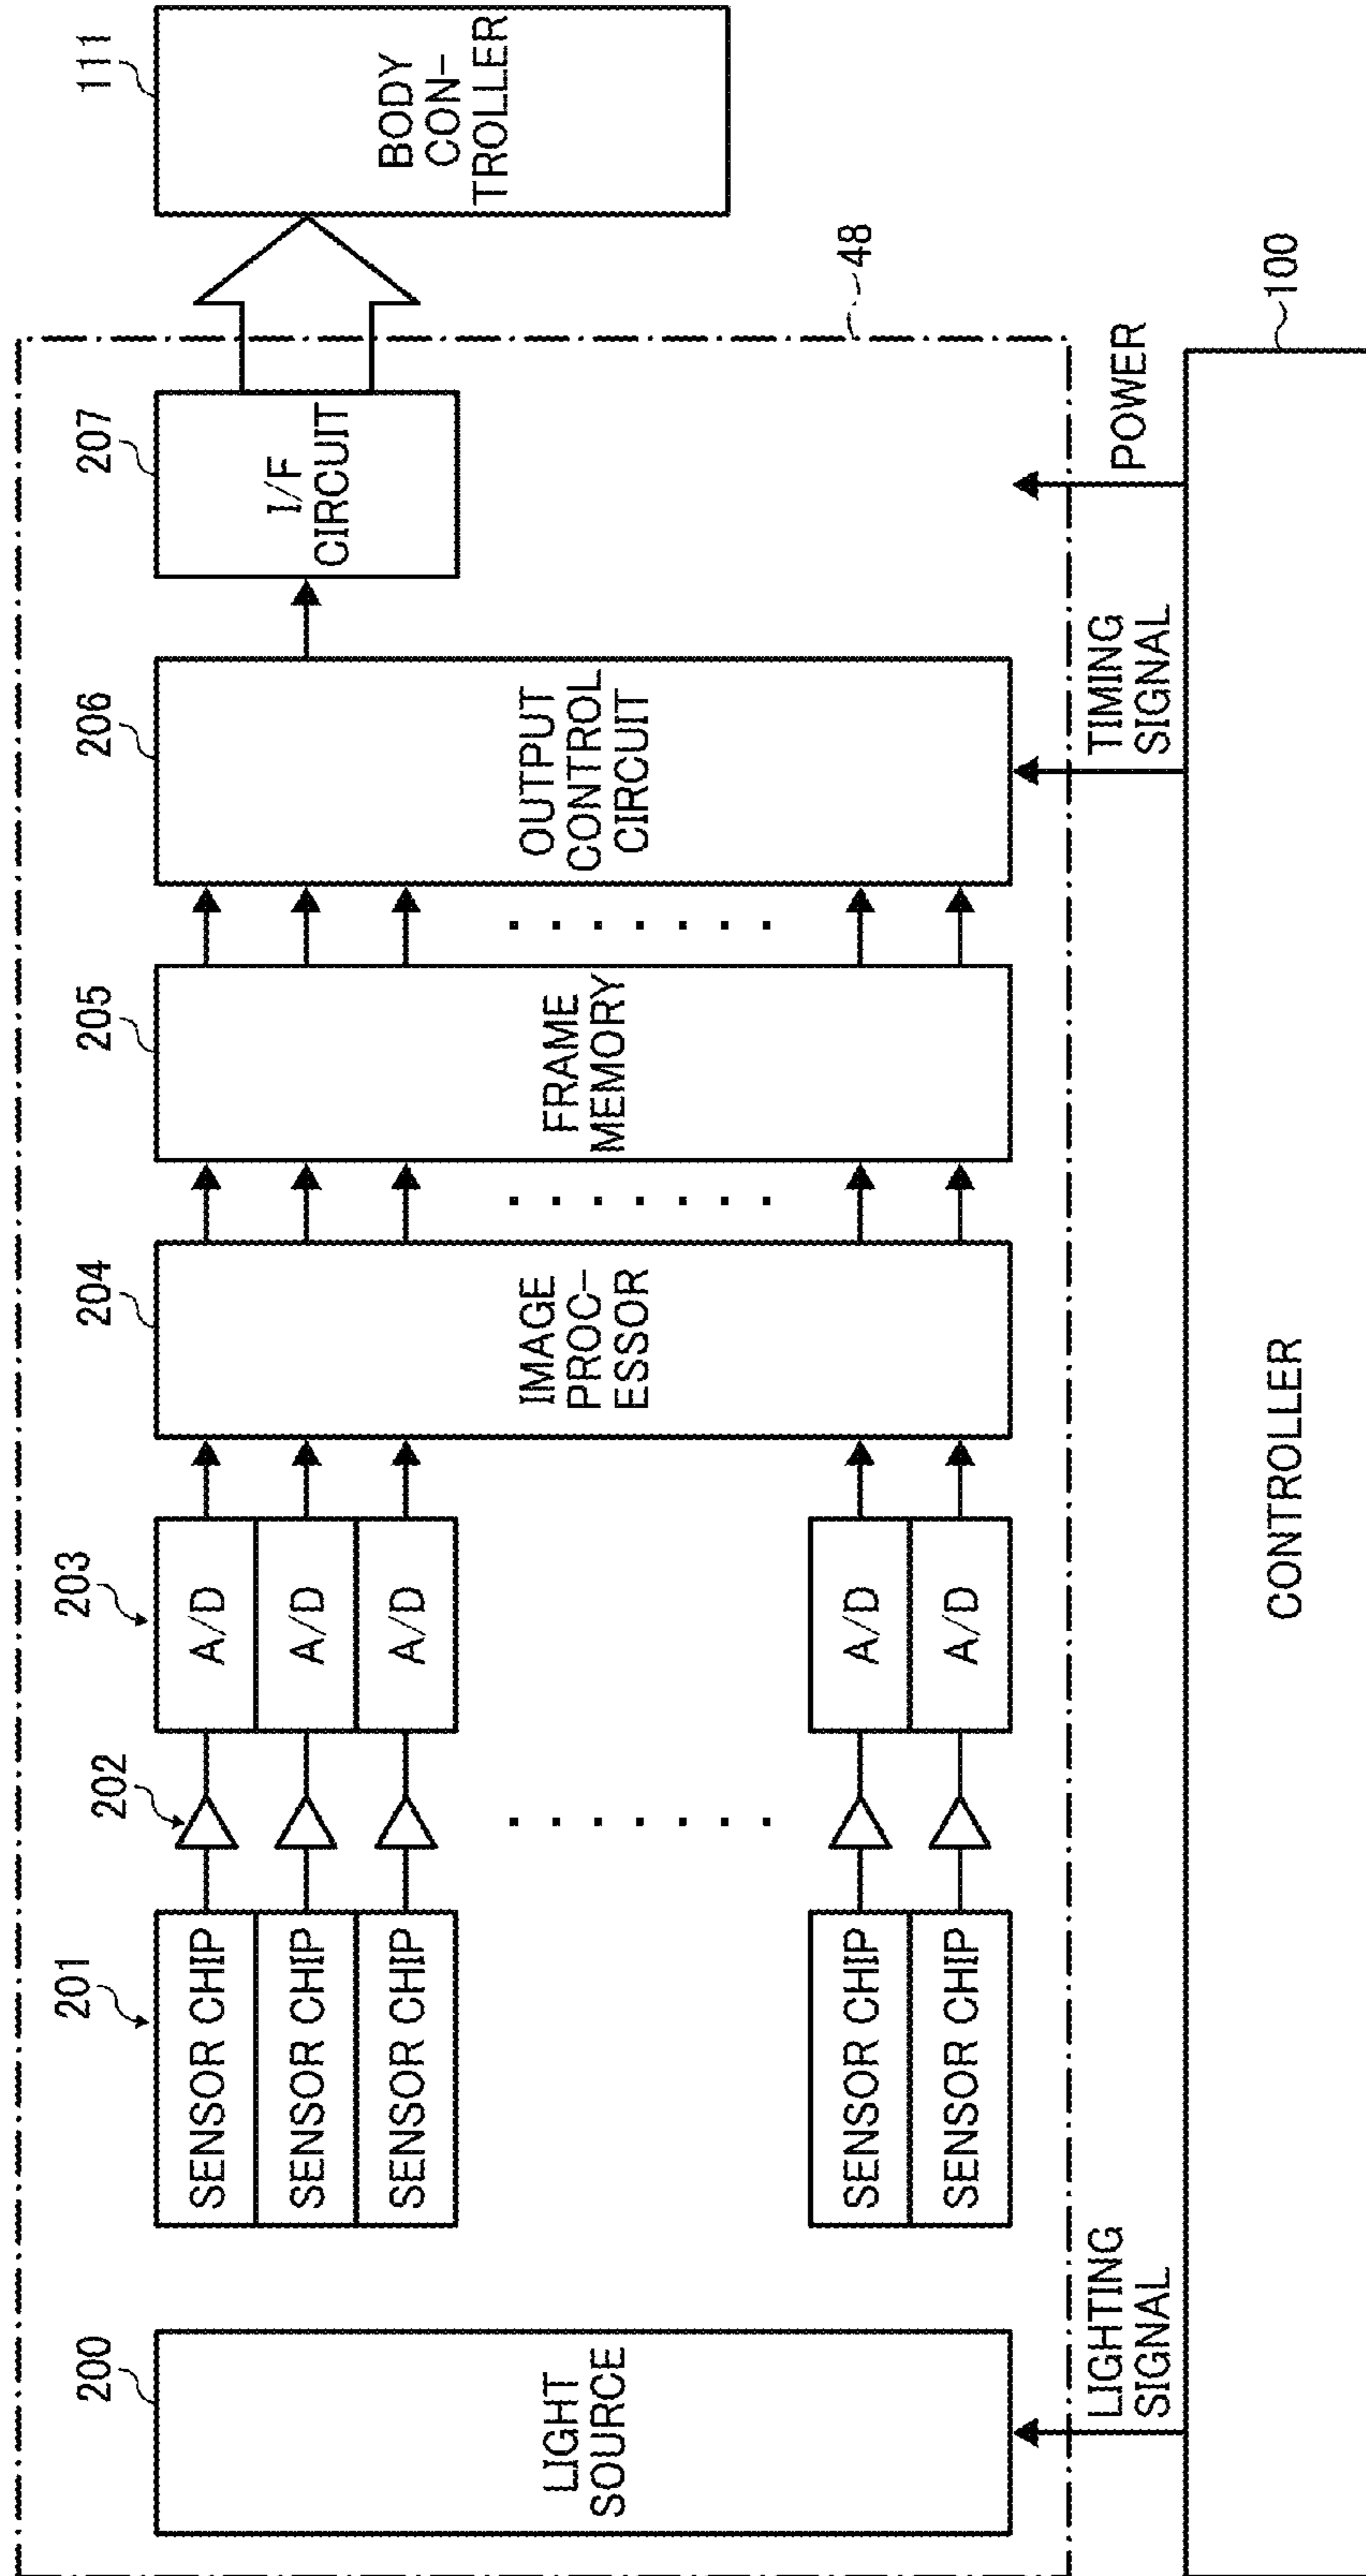 200
LIGHT
SOURCE
201
SENSOR CHIP
SENSOR CHIP
SENSOR CHIP
SENSOR CHIP
SENSOR CHIP
202
203
A/D
A/D
A/D
A/D
A/D
204
IMAGE
PROC-
ESSOR
205
FRAME
MEMORY
206
OUTPUT
CONTROL
CIRCUIT
207
I/F
CIRCUIT
111
BODY
CON-
TROLLER
48
LIGHTING
SIGNAL
TIMING
SIGNAL
POWER
100
CONTROLLER